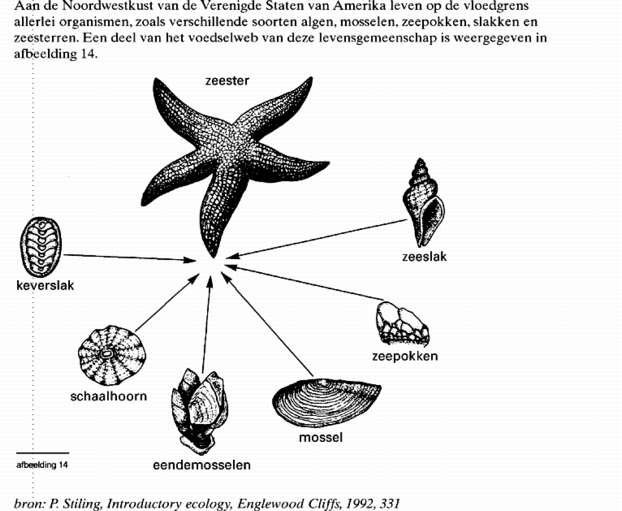 Aan de Noordwestkust van de Verenigde Staten van Amerika leven op de vloedgrens
allerlei organismen, zoals verschillende soorten algen, mosselen, zeepokken, slakken en
zeesterren. Een deel van het voedselweb van deze levensgemeenschap is weergegeven in
afbeelding 14.
zeester
zeeslak
keverslak
zeepokken
schaalhoorn
mossel
eendemosselen
afbeelding 14
bron: P. Stiling, Introductory ecology, Englewood Cliffs, 1992, 331